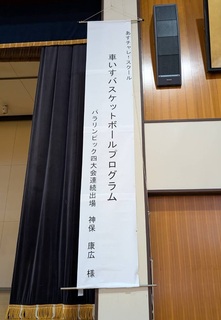 あすチャレ！スクール
車いすバスケットボールプログラム
パラリンピック四大会連続出場　神保　康広　様